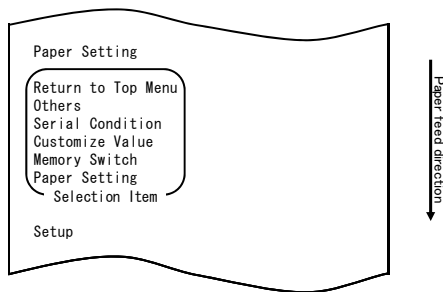 Paper Setting
Return to Top Menu
Others
Serial Condition
Customize Value
Memory Switch
Paper Setting
Selection Item
Setup
Paper feed direction